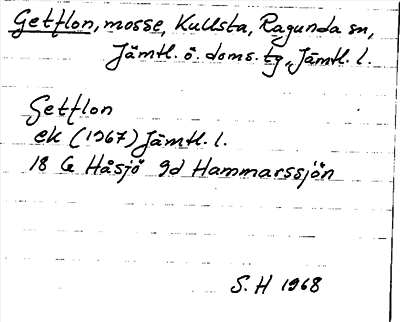 Getflon, mosse, Kullsta, Ragunda sn,
Jämtl. ö. doms. tg., Jämtl. l.
Getflon
ek (1967) Jämtl. l.
18 G Håsjö 9d Hammarssjön
S. H 1968